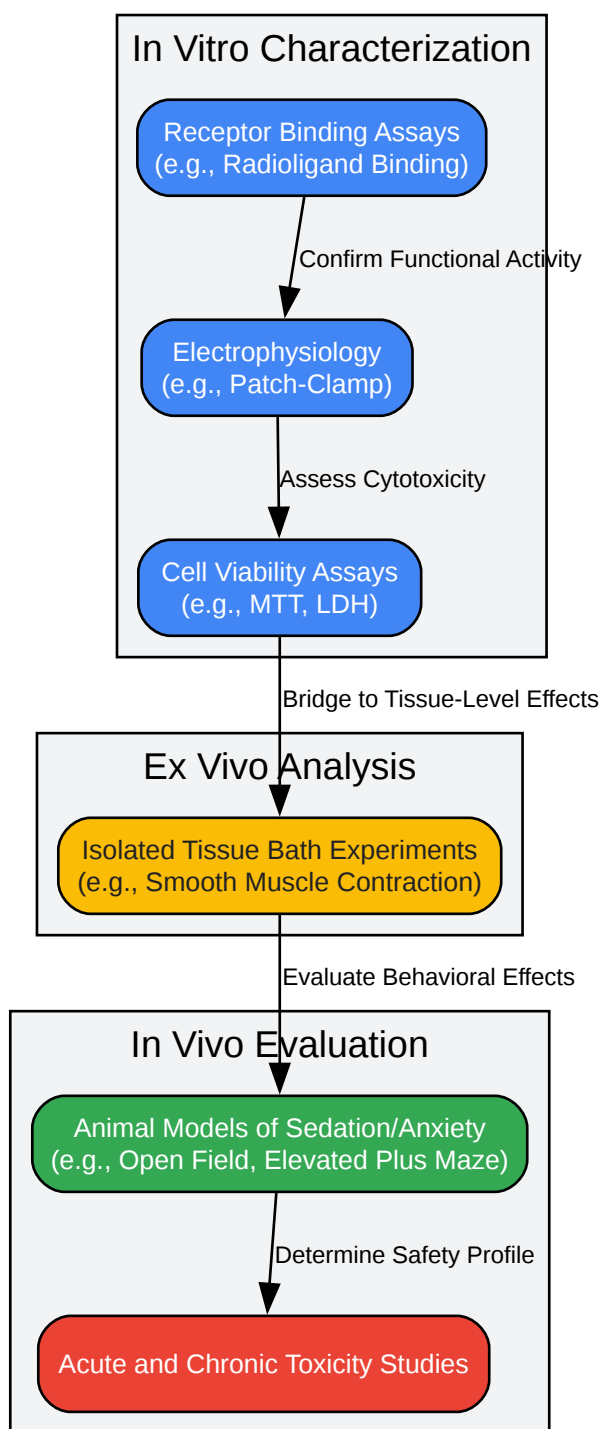 In Vitro Characterization
Receptor Binding Assays
(e.g., Radioligand Binding)
Confirm Functional Activity
Electrophysiology
(e.g., Patch-Clamp)
Assess Cytotoxicity
Cell Viability Assays
(e.g., MTT, LDH)
Bridge to Tissue-Level Effects
Ex Vivo Analysis
Isolated Tissue Bath Experiments
(e.g., Smooth Muscle Contraction)
Evaluate Behavioral Effects
In Vivo Evaluation
Animal Models of Sedation/Anxiety
(e.g., Open Field, Elevated Plus Maze)
Determine Safety Profile
Acute and Chronic Toxicity Studies